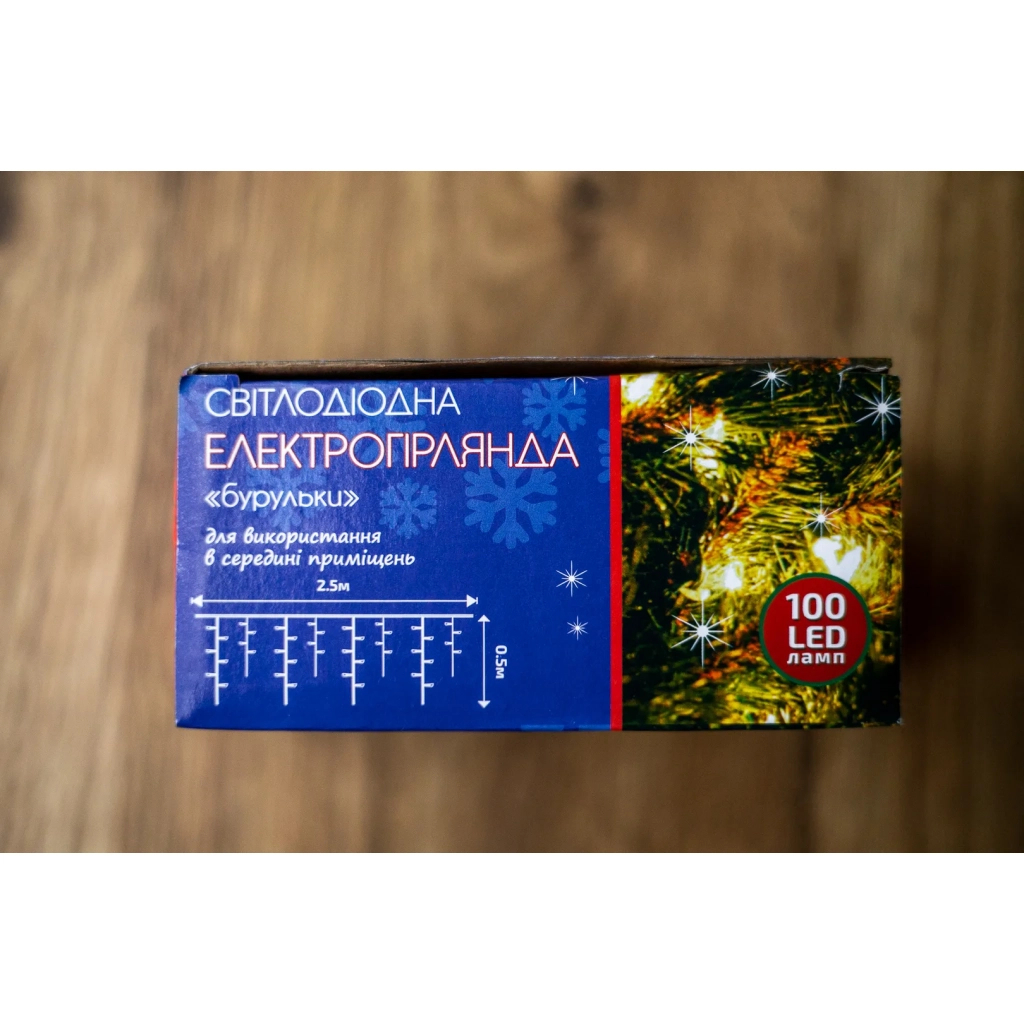 СВІТЛОДІОДНА
ЕЛЕКТРОГІРЛЯНДА
«бурульки»
для використання
в середині приміщень
2.5м
0.5м
100
LED
ламп